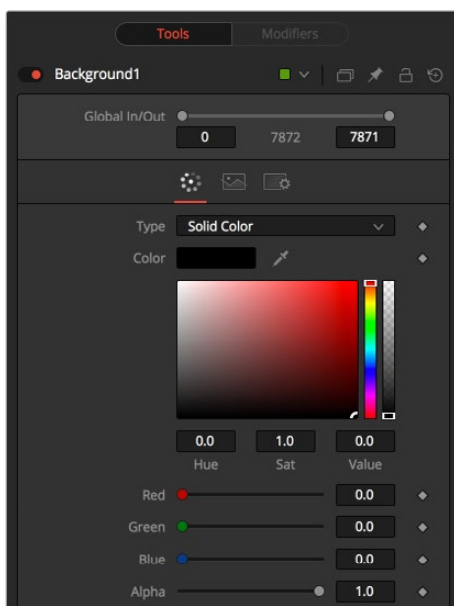 Tools Modifiers
Background1
Global In/Out
0 7872 7871
Type Solid Color
Color
0.0 1.0 0.0
Hue Sat Value
Red 0.0
Green 0.0
Blue 0.0
Alpha 1.0